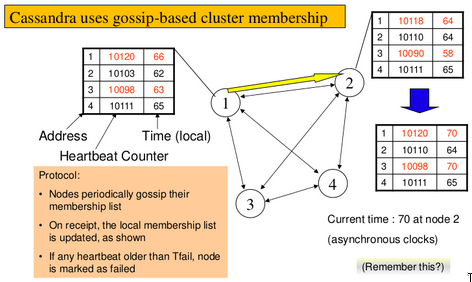 Cassandra uses gossip-based cluster membership
1 10120 66
2 10103 62
3 10098 63
4 10111 65
Address
Time (local)
Heartbeat Counter
Protocol:
• Nodes periodically gossip their
membership list
• On receipt, the local membership list
is updated, as shown
• If any heartbeat older than Tfail, node
is marked as failed
1
2
3
4
1 10118 64
2 10110 64
3 10090 58
4 10111 65
1 10120 70
2 10110 64
3 10098 70
4 10111 65
Current time : 70 at node 2
(asynchronous clocks)
(Remember this?)